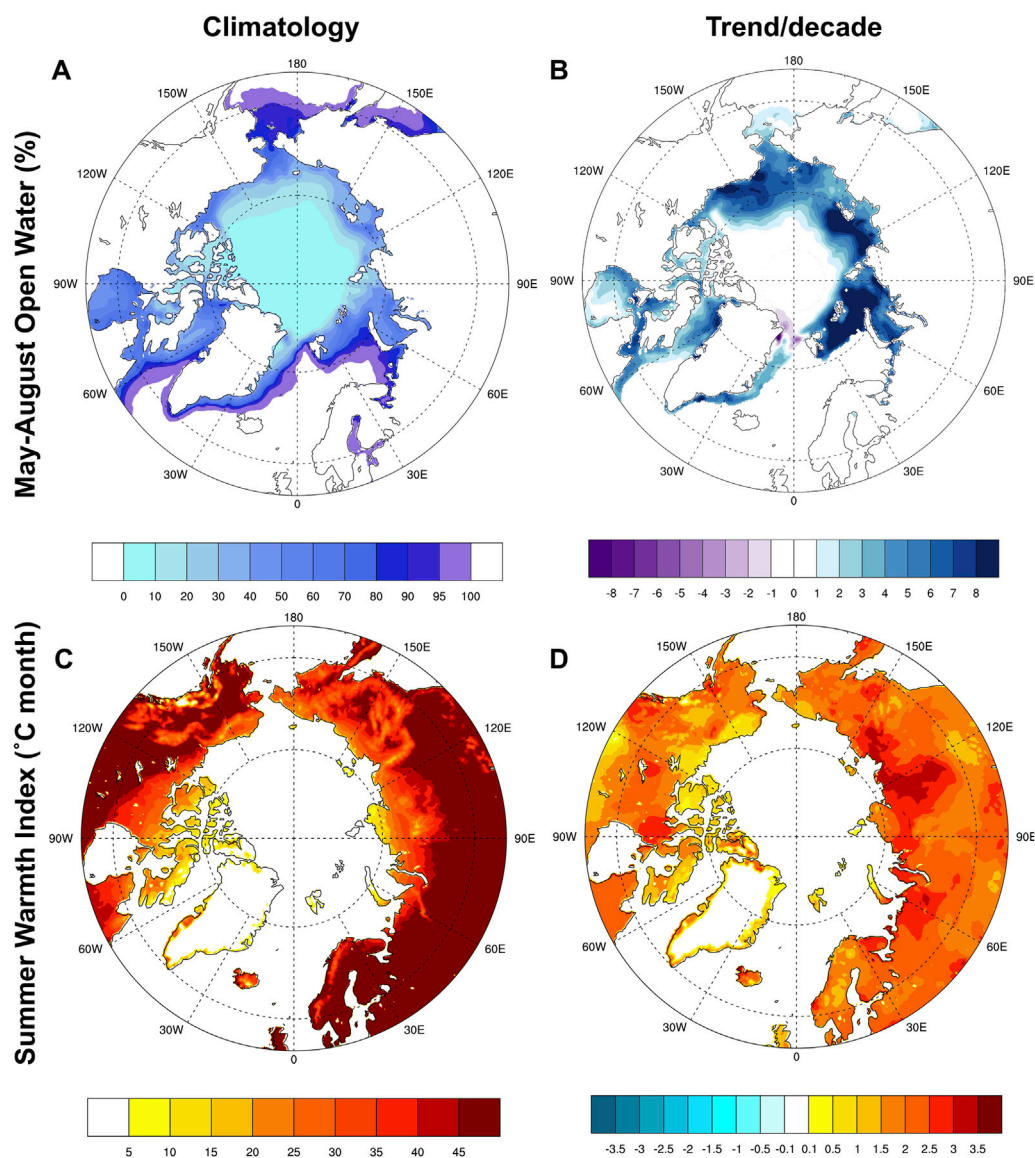 Climatology
Trend/decade
May-August Open Water (%)
A
180
150W
150E
120W
120E
90W
90E
60W
60E
30W
30E
0
B
180
150W
150E
120W
120E
90W
90E
60W
60E
30W
30E
0
0 10 20 30 40 50 60 70 80 90 95 100
-8 -7 -6 -5 -4 -3 -2 -1 0 1 2 3 4 5 6 7 8
Summer Warmth Index (˚C month)
C
180
150W
150E
120W
120E
90W
90E
60W
60E
30W
30E
0
D
180
150W
150E
120W
120E
90W
90E
60W
60E
30W
30E
0
5 10 15 20 25 30 35 40 45
-3.5 -2.5 -2 -1.5 -1 -0.5 -0.1 0.1 0.5 1 1.5 2 2.5 3 3.5